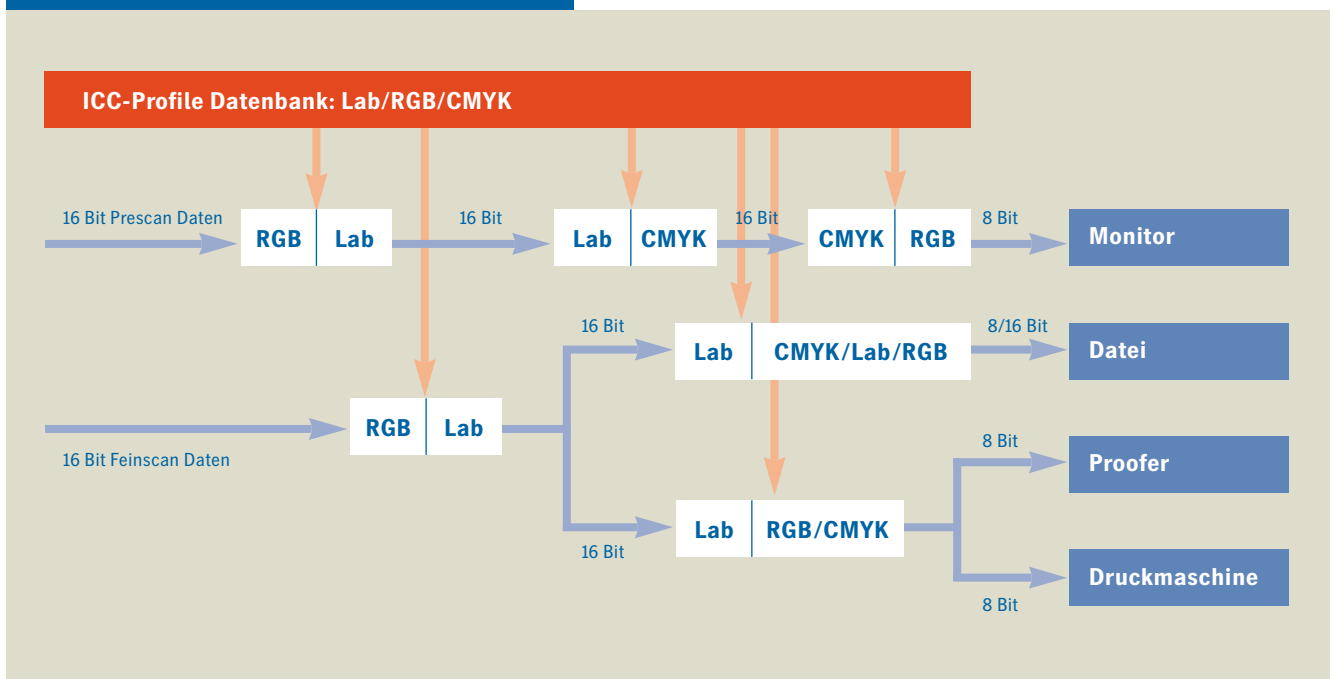 ICC-Profile Datenbank: Lab/RGB/CMYK
16 Bit Prescan Daten
RGB Lab
16 Bit
Lab CMYK
16 Bit
CMYK RGB
8 Bit
Monitor
16 Bit
Lab CMYK/Lab/RGB
8/16 Bit
Datei
16 Bit Feinscan Daten
RGB Lab
16 Bit
Lab RGB/CMYK
8 Bit
Proofer
8 Bit
Druckmaschine